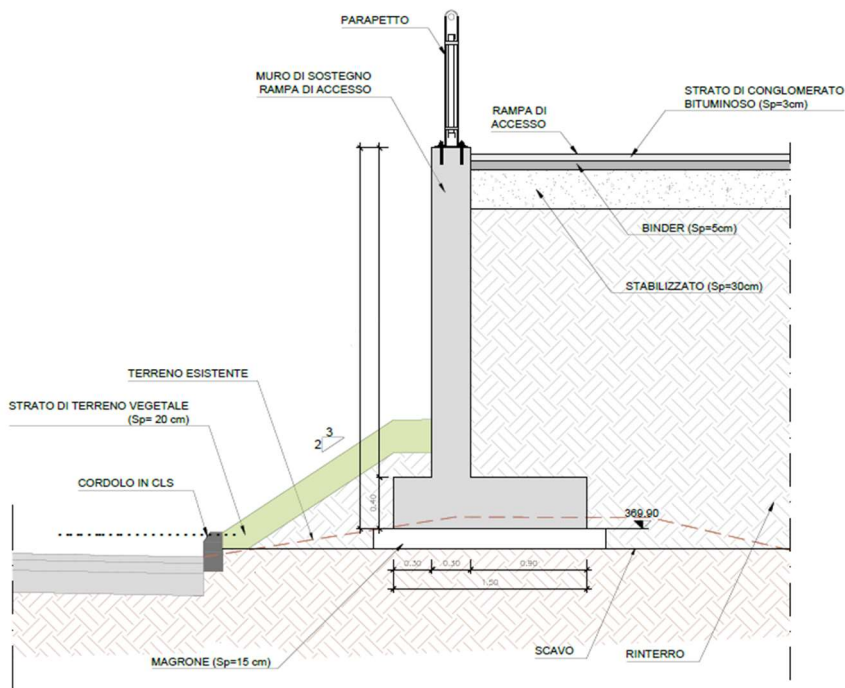 PARAPETTO
MURO DI SOSTEGNO
RAMPA DI ACCESSO
STRATO DI CONGLOMERATO
BITUMINOSO (Sp=3cm)
RAMPA DI
ACCESSO
BINDER (Sp=5cm)
STABILIZZATO (Sp=30cm)
TERRENO ESISTENTE
STRATO DI TERRENO VEGETALE
(Sp= 20 cm)
3
2
CORDOLO IN CLS
0.40
369.90
0.30
0.30
0.90
1.50
MAGRONE (Sp=15 cm)
SCAVO
RINTERRO